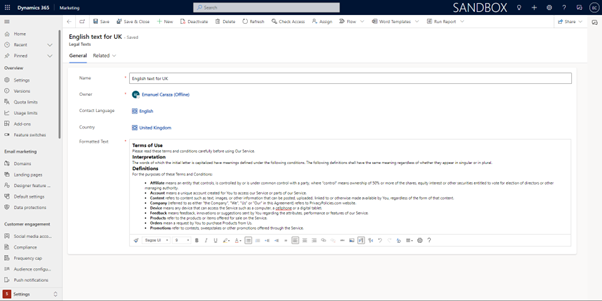 Dynamics 365
Marketing
Search
SANDBOX
Save
Save & Close
New
Deactivate
Delete
Refresh
Check Access
Assign
Flow
Word Templates
Run Report
Share
English text for UK - Saved
Legal Texts
General
Related
Home
Recent
Pinned
Overview
Settings
Versions
Quote limits
Usage limits
Add-ons
Feature switches
Email marketing
Domains
Landing pages
Designer feature ...
Default settings
Data protections
Customer engagement
Social media acco...
Compliance
Frequency cap
Audience configu...
Push notifications
S Settings
Name * English text for UK
Owner * Emanuel Caraza (Offline)
Contact Language English
Country United Kingdom
Formatted Text *
Terms of Use
Please read these terms and conditions carefully before using Our Service.
Interpretation
The words of which the initial letter is capitalized have meanings defined under the following conditions. The following definitions shall have the same meaning regardless of whether they appear in singular or in plural.
Definitions
For the purposes of these Terms and Conditions:
• Affiliate means an entity that controls, is controlled by or is under common control with a party, where "control" means ownership of 50% or more of the shares, equity interest or other securities entitled to vote for election of directors or other
managing authority.
• Account means a unique account created for You to access our Service or parts of our Service.
• Content refers to content such as text, images, or other information that can be posted, uploaded, linked to or otherwise made available by You, regardless of the form of that content.
• Company (referred to as either "the Company", "We", "Us" or "Our" in this Agreement) refers to PrivacyPolicies.com website.
• Device means any device that can access the Service such as a computer, a cellphone or a digital tablet.
• Feedback means feedback, innovations or suggestions sent by You regarding the attributes, performance or features of our Service.
• Products refer to the products or items offered for sale on the Service.
• Orders mean a request by You to purchase Products from Us.
• Promotions refer to contests, sweepstakes or other promotions offered through the Service.
Segoe UI
9
B I U